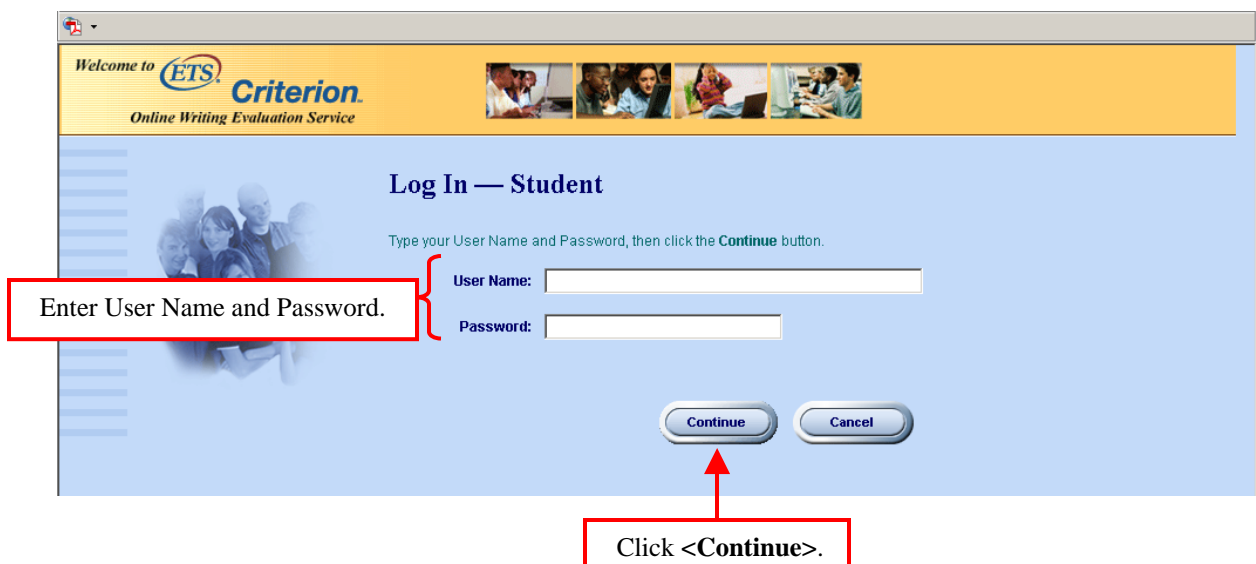 Welcome to ETS Criterion™
Online Writing Evaluation Service
Log In — Student
Type your User Name and Password, then click the Continue button.
User Name:
Enter User Name and Password.
Password:
Continue Cancel
Click <Continue>.